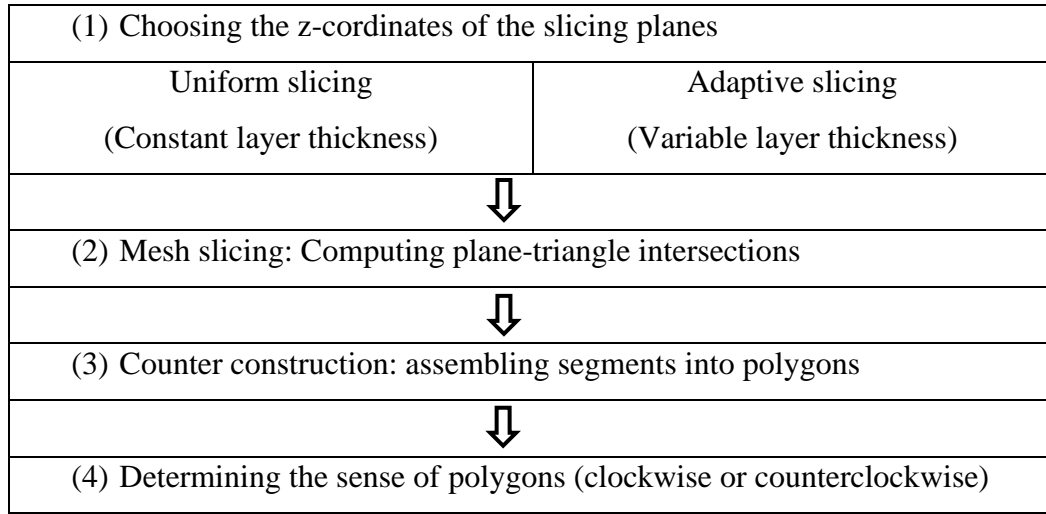 (1) Choosing the z-cordinates of the slicing planes
Uniform slicing
(Constant layer thickness)
Adaptive slicing
(Variable layer thickness)
(2) Mesh slicing: Computing plane-triangle intersections
(3) Counter construction: assembling segments into polygons
(4) Determining the sense of polygons (clockwise or counterclockwise)